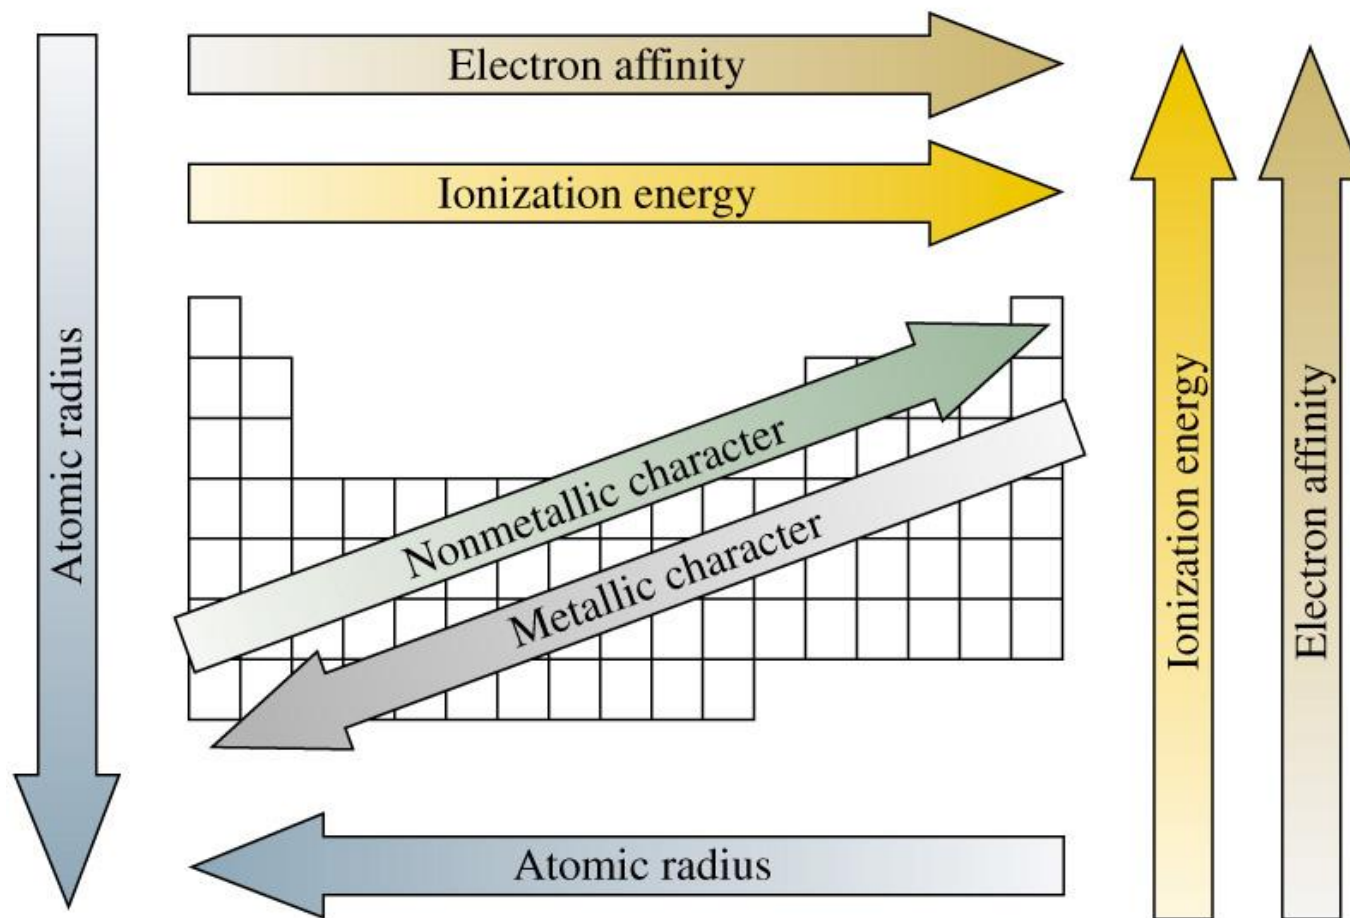 Electron affinity
Ionization energy
Atomic radius
Nonmetallic character
Metallic character
Ionization energy
Electron affinity
Atomic radius